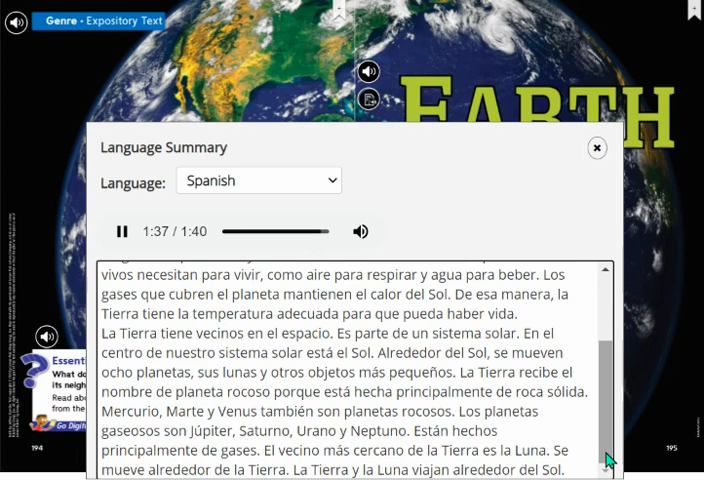 Genre • Expository Text
EARTH
Language Summary
Language: Spanish
1:37 / 1:40
vivos necesitan para vivir, como aire para respirar y agua para beber. Los
gases que cubren el planeta mantienen el calor del Sol. De esa manera, la
Tierra tiene la temperatura adecuada para que pueda haber vida.
La Tierra tiene vecinos en el espacio. Es parte de un sistema solar. En el
centro de nuestro sistema solar está el Sol. Alrededor del Sol, se mueven
ocho planetas, sus lunas y otros objetos más pequeños. La Tierra recibe el
nombre de planeta rocoso porque está hecha principalmente de roca sólida.
Mercurio, Marte y Venus también son planetas rocosos. Los planetas
gaseosos son Júpiter, Saturno, Urano y Neptuno. Están hechos
principalmente de gases. El vecino más cercano de la Tierra es la Luna. Se
mueve alrededor de la Tierra. La Tierra y la Luna viajan alrededor del Sol.
Essenti
What do
its neigh
Read abo
from the
Go Digit
194
195